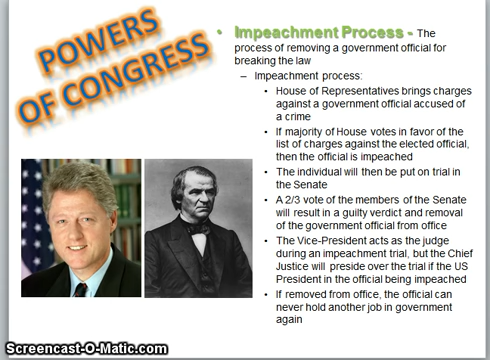 POWERS
OF CONGRESS
• Impeachment Process - The
process of removing a government official for
breaking the law
– Impeachment process:
• House of Representatives brings charges
against a government official accused of
a crime
• If majority of House votes in favor of the
list of charges against the elected official,
then the official is impeached
• The individual will then be put on trial in
the Senate
• A 2/3 vote of the members of the Senate
will result in a guilty verdict and removal
of the government official from office
• The Vice-President acts as the judge
during an impeachment trial, but the Chief
Justice will preside over the trial if the US
President in the official being impeached
• If removed from office, the official can
never hold another job in government
again
Screencast-O-Matic.com